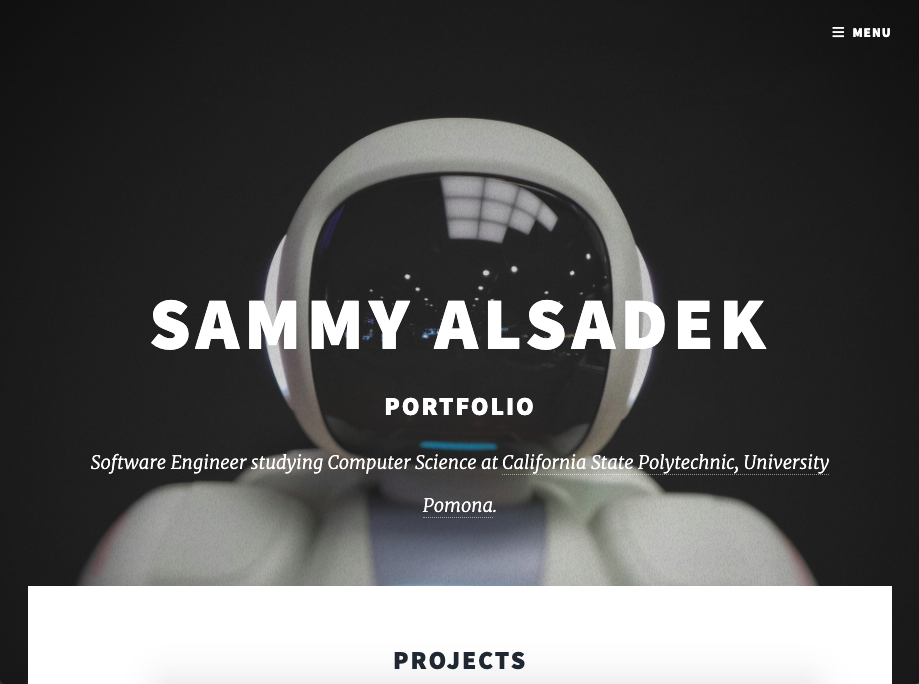 MENU
SAMMY ALSADEK
PORTFOLIO
Software Engineer studying Computer Science at California State Polytechnic, University
Pomona.
PROJECTS